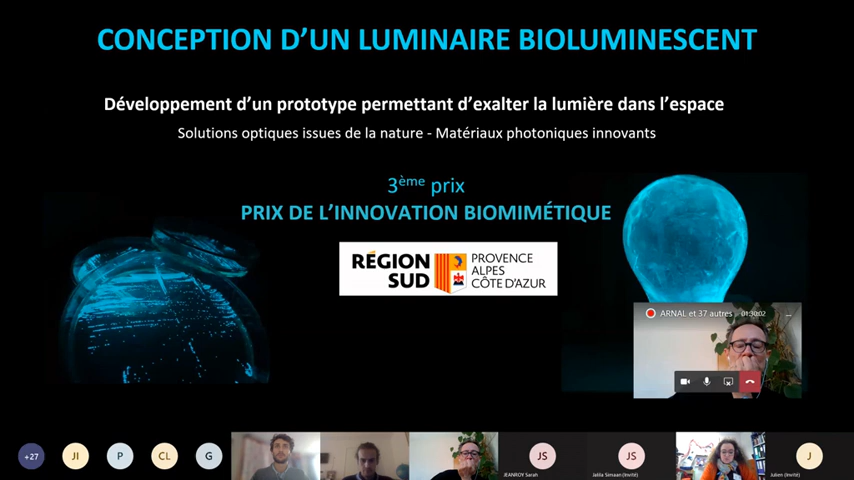 CONCEPTION D'UN LUMINAIRE BIOLUMINESCENT
Développement d'un prototype permettant d'exalter la lumière dans l'espace
Solutions optiques issues de la nature - Matériaux photoniques innovants
3ème prix
PRIX DE L'INNOVATION BIOMIMÉTIQUE
RÉGION
SUD
PROVENCE
ALPES
CÔTE D'AZUR
ARNAL et 37 autres
01:30:02
...
+27
JI
P
CL
G
JS
JS
J
JEANROY Sarah
Jalila Simaan (Invité)
Julien (Invité)